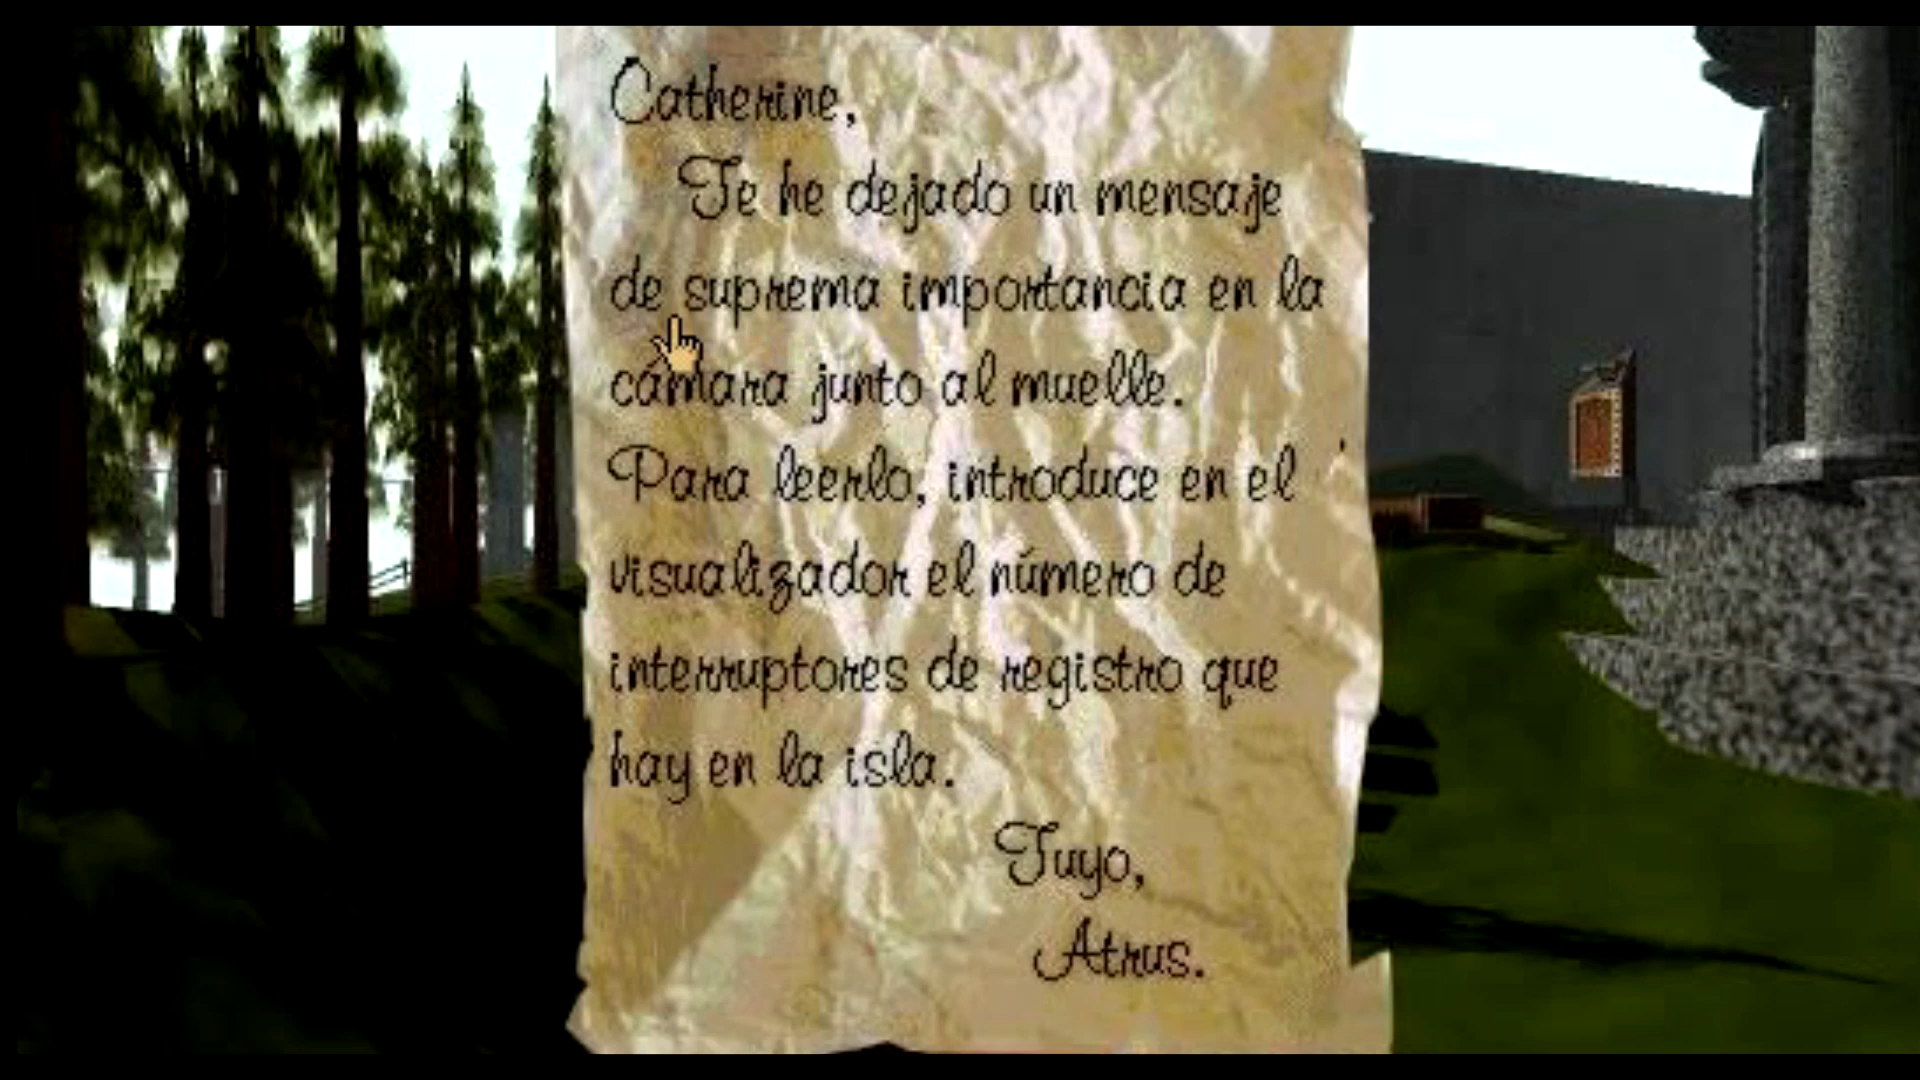 Catherine,
Te he dejado un mensaje
de suprema importancia en la
cámara junto al muelle.
Para leerlo, introduce en el
visualizador el número de
interruptores de registro que
hay en la isla.
Tuyo,
Atrus.